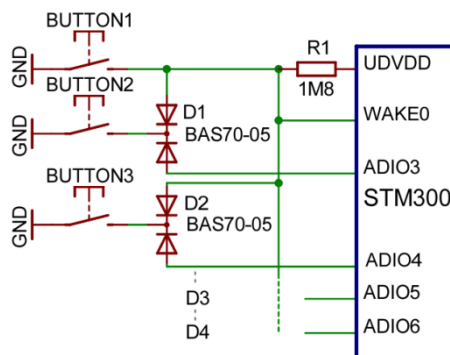 BUTTON1
GND
R1
1M8
UDVDD
BUTTON2
GND
D1
BAS70-05
WAKE0
ADIO3
STM300
BUTTON3
GND
D2
BAS70-05
ADIO4
D3
ADIO5
D4
ADIO6